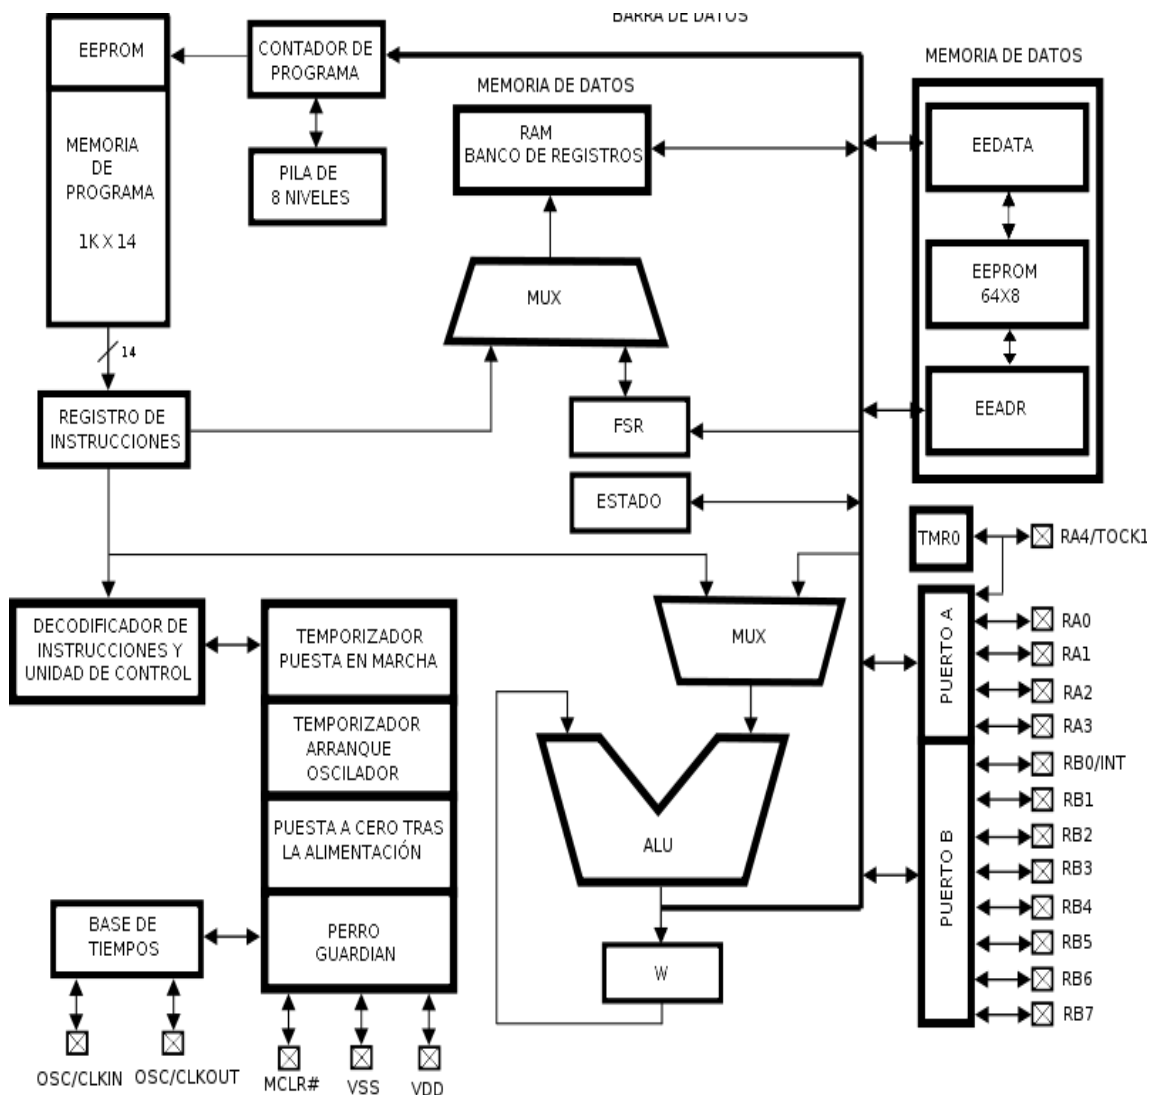 BARRA DE DATOS
EEPROM
CONTADOR DE
PROGRAMA
MEMORIA DE DATOS
MEMORIA DE DATOS
RAM
BANCO DE REGISTROS
EEDATA
MEMORIA
DE
PROGRAMA
1K X 14
PILA DE
8 NIVELES
EEPROM
64X8
MUX
14
EEADR
REGISTRO DE
INSTRUCCIONES
FSR
ESTADO
TMR0
RA4/TOCK1
DECODIFICADOR DE
INSTRUCCIONES Y
UNIDAD DE CONTROL
TEMPORIZADOR
PUESTA EN MARCHA
MUX
PUERTO A
RA0
RA1
RA2
RA3
TEMPORIZADOR
ARRANQUE
OSCILADOR
PUESTA A CERO TRAS
LA ALIMENTACIÓN
ALU
PUERTO B
RB0/INT
RB1
RB2
RB3
RB4
RB5
RB6
RB7
BASE DE
TIEMPOS
PERRO
GUARDIAN
W
OSC/CLKIN
OSC/CLKOUT
MCLR#
VSS
VDD